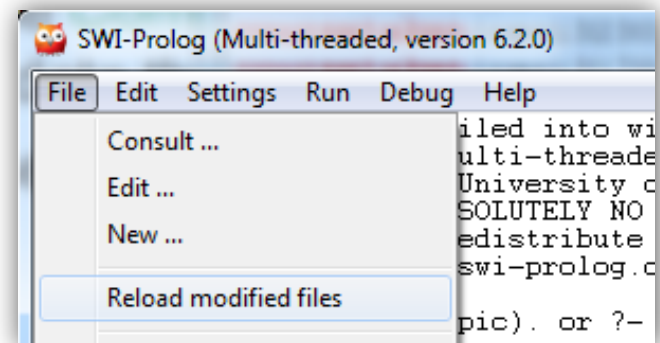 SWI-Prolog (Multi-threaded, version 6.2.0)
File Edit Settings Run Debug Help
Consult ...
Edit ...
New ...
Reload modified files
iled into wi
ulti-threade
University o
SOLUTELY NO
edistribute
swi-prolog.o
pic). or ?-